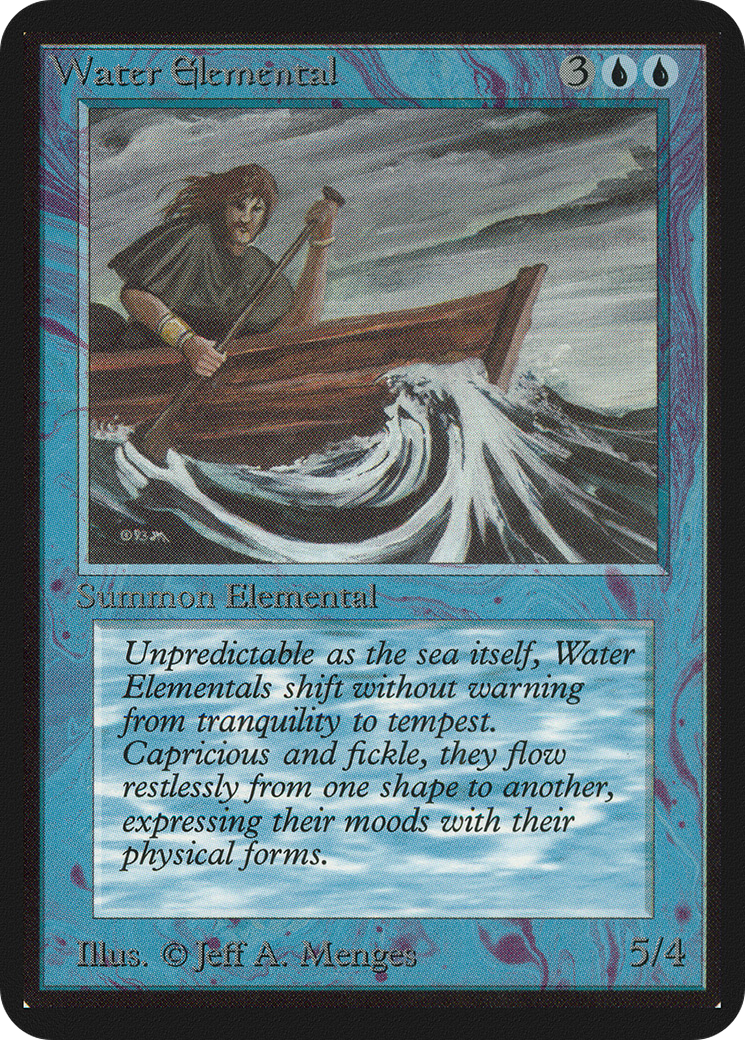 Water Elemental 3
Summon Elemental
Unpredictable as the sea itself, Water
Elementals shift without warning
from tranquility to tempest.
Capricious and fickle, they flow
restlessly from one shape to another,
expressing their moods with their
physical forms.
Illus. © Jeff A. Menges 5/4